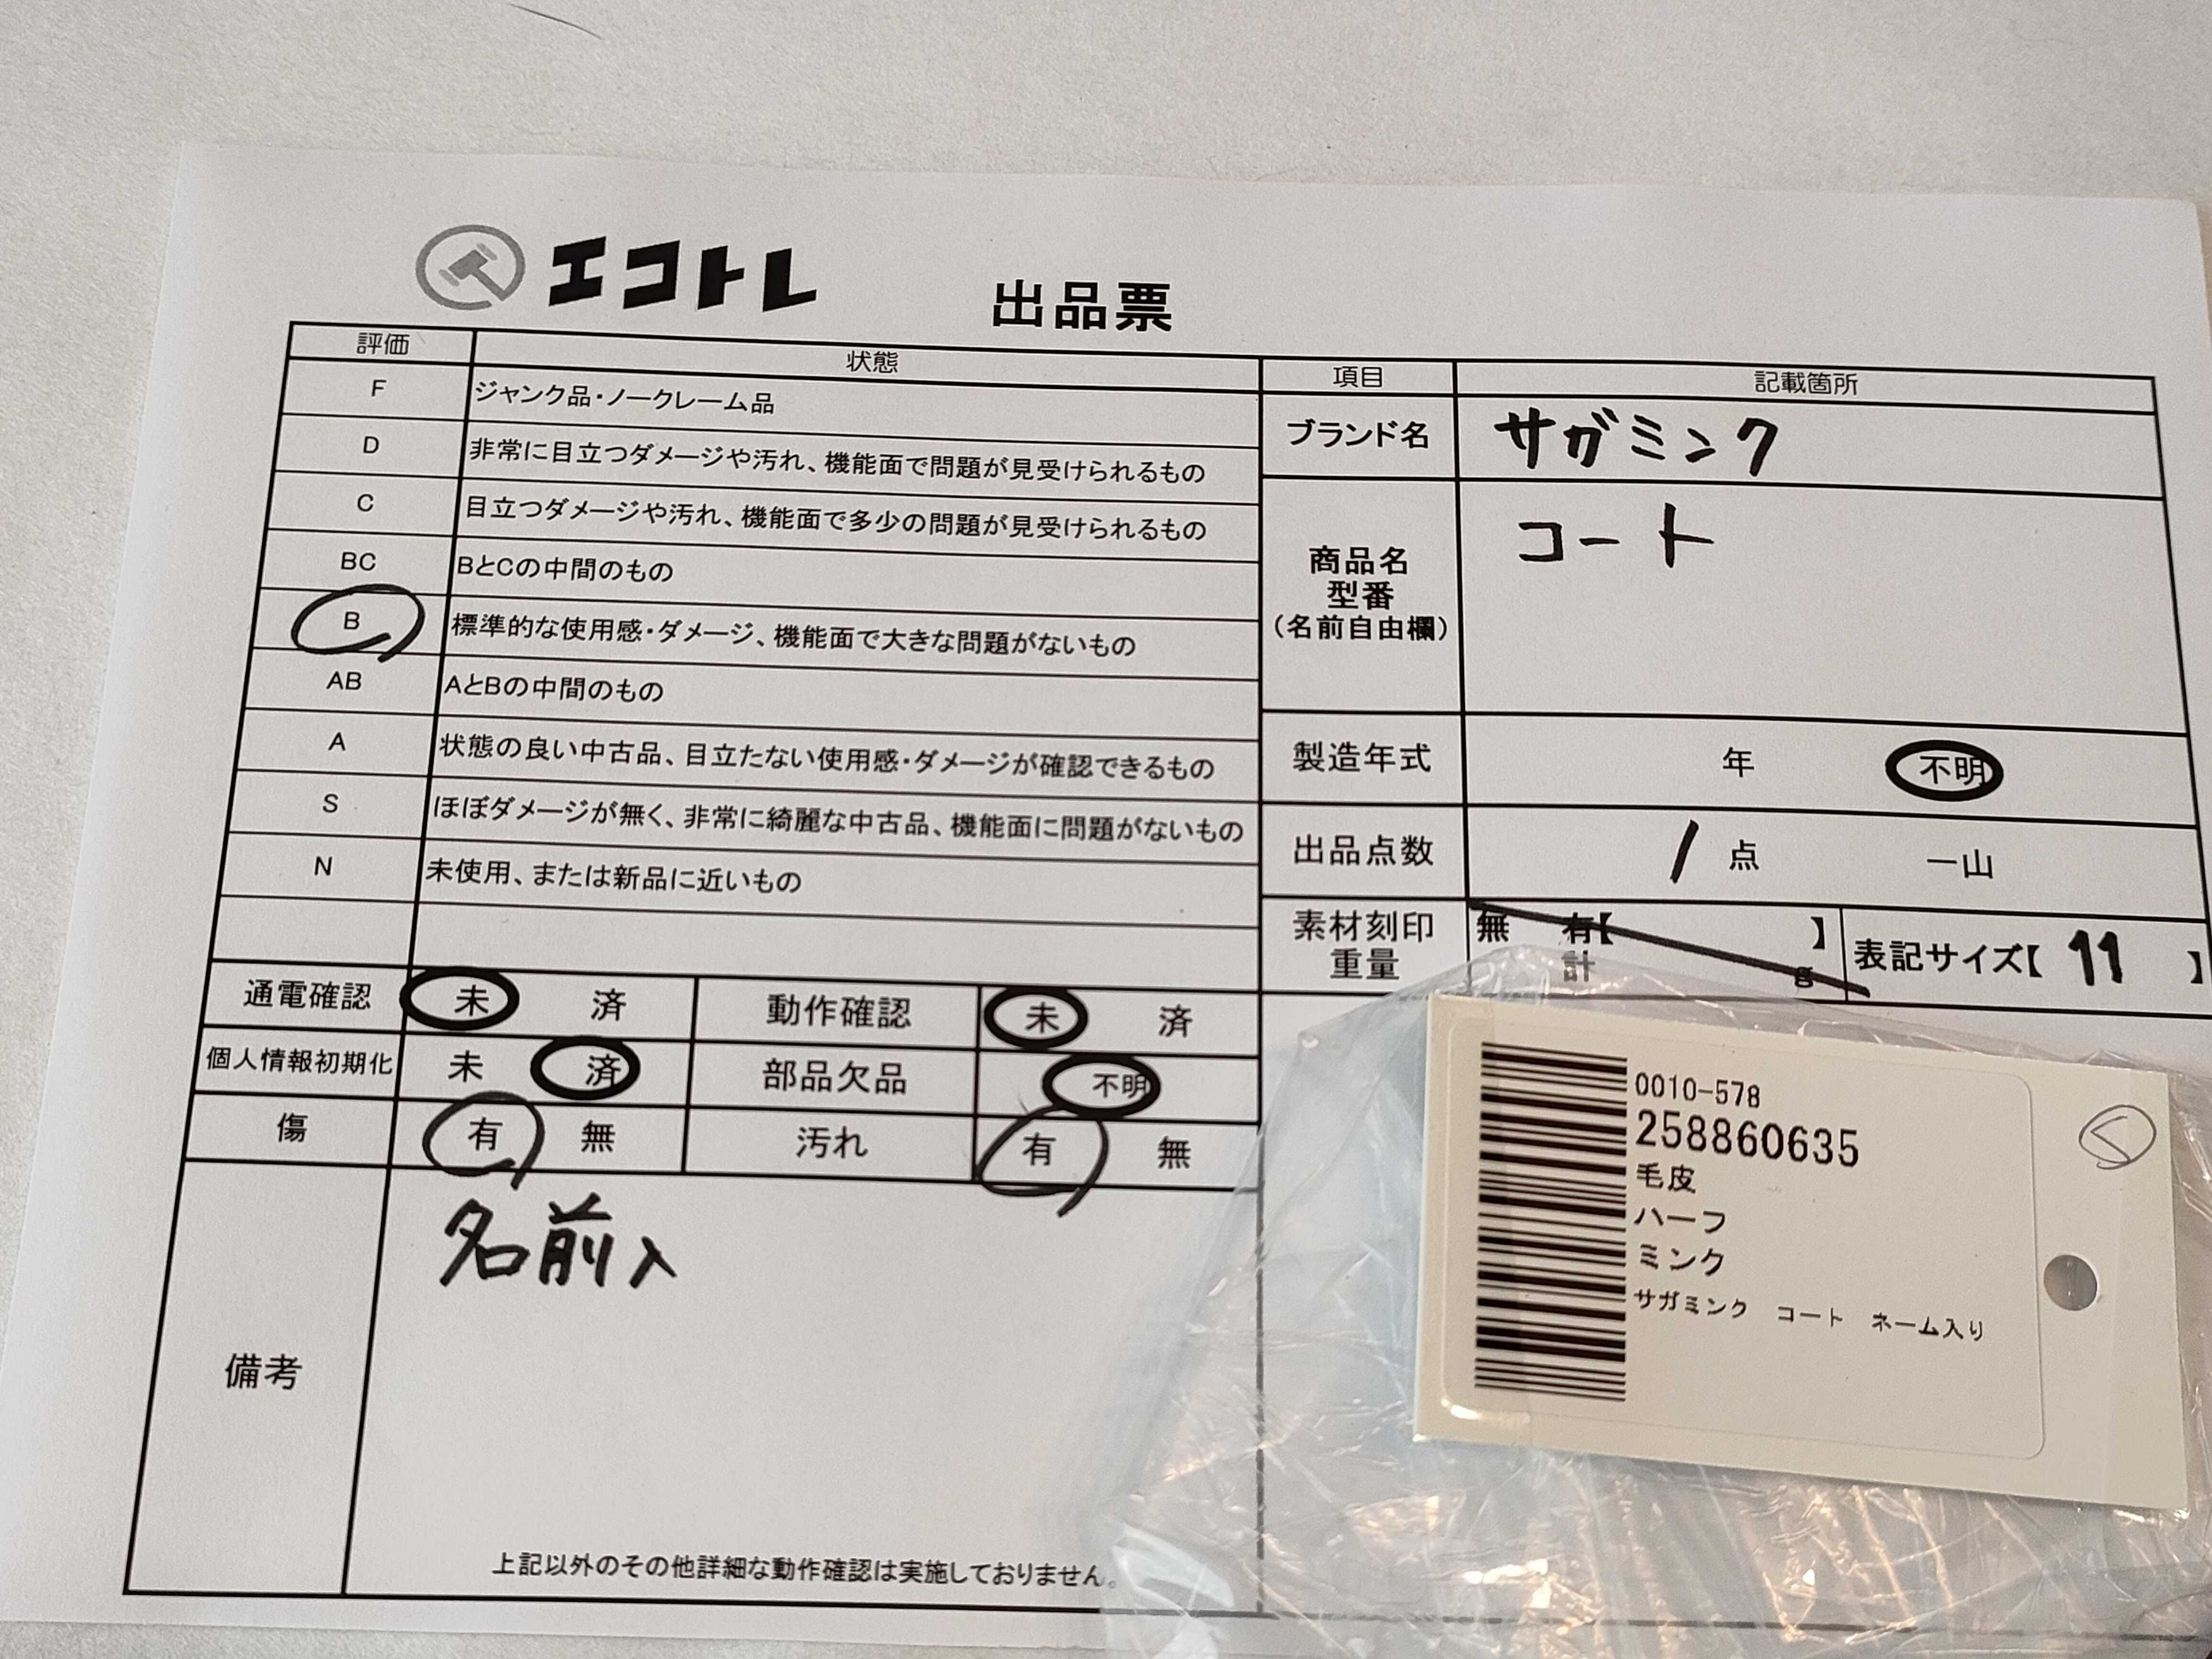 エコトレ
出品票
評価 状態
F ジャンク品・ノークレーム品
D 非常に目立つダメージや汚れ、機能面で問題が見受けられるもの
C 目立つダメージや汚れ、機能面で多少の問題が見受けられるもの
BC BとCの中間のもの
B 標準的な使用感・ダメージ、機能面で大きな問題がないもの
AB AとBの中間のもの
A 状態の良い中古品、目立たない使用感・ダメージが確認できるもの
S ほぼダメージが無く、非常に綺麗な中古品、機能面に問題がないもの
N 未使用、または新品に近いもの
通電確認 未 済 動作確認 未 済
個人情報初期化 未 済 部品欠品 不明
傷 有 無 汚れ 有 無
備考
名前入
上記以外のその他詳細な動作確認は実施しておりません。
項目 記載箇所
ブランド名 サガミンク
商品名
型番
（名前自由欄）
コート
製造年式 年 不明
出品点数 1 点 一山
素材刻印
重量
無 有【 】
計 g
表記サイズ【 11 】
0010-578
258860635
毛皮
ハーフ
ミンク
サガミンク コート ネーム入り